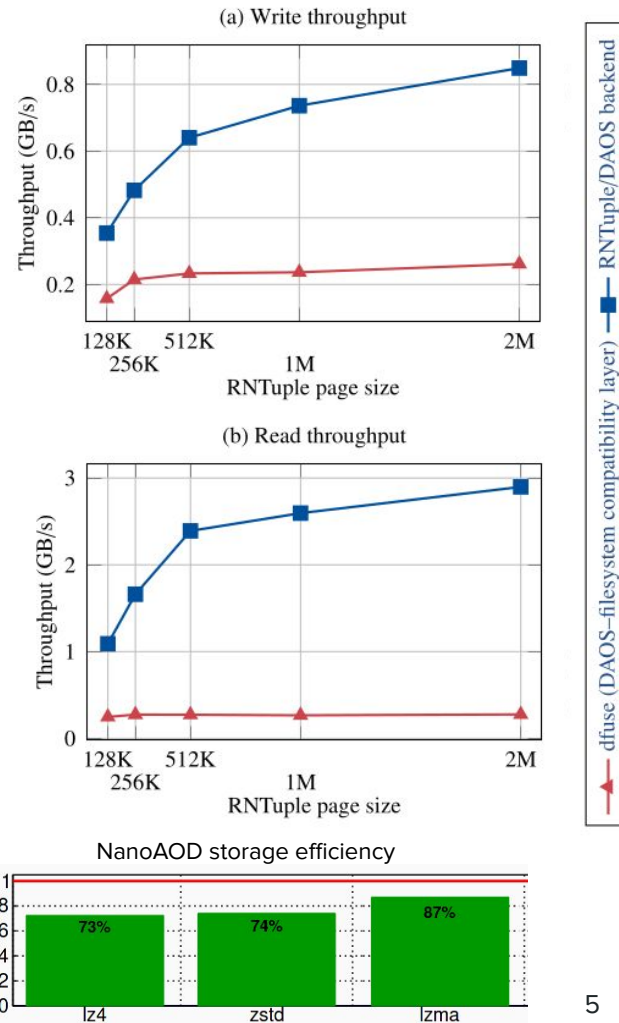 (a) Write throughput
Throughput (GB/s)
0.8
0.6
0.4
0.2
128K 512K 2M
256K 1M
RNTuple page size
(b) Read throughput
Throughput (GB/s)
3
2
1
0
128K 512K 2M
256K 1M
RNTuple page size
dfuse (DAOS–filesystem compatibility layer) RNTuple/DAOS backend
NanoAOD storage efficiency
1
8
6
4
2
0
73% 74% 87%
lz4 zstd lzma
5